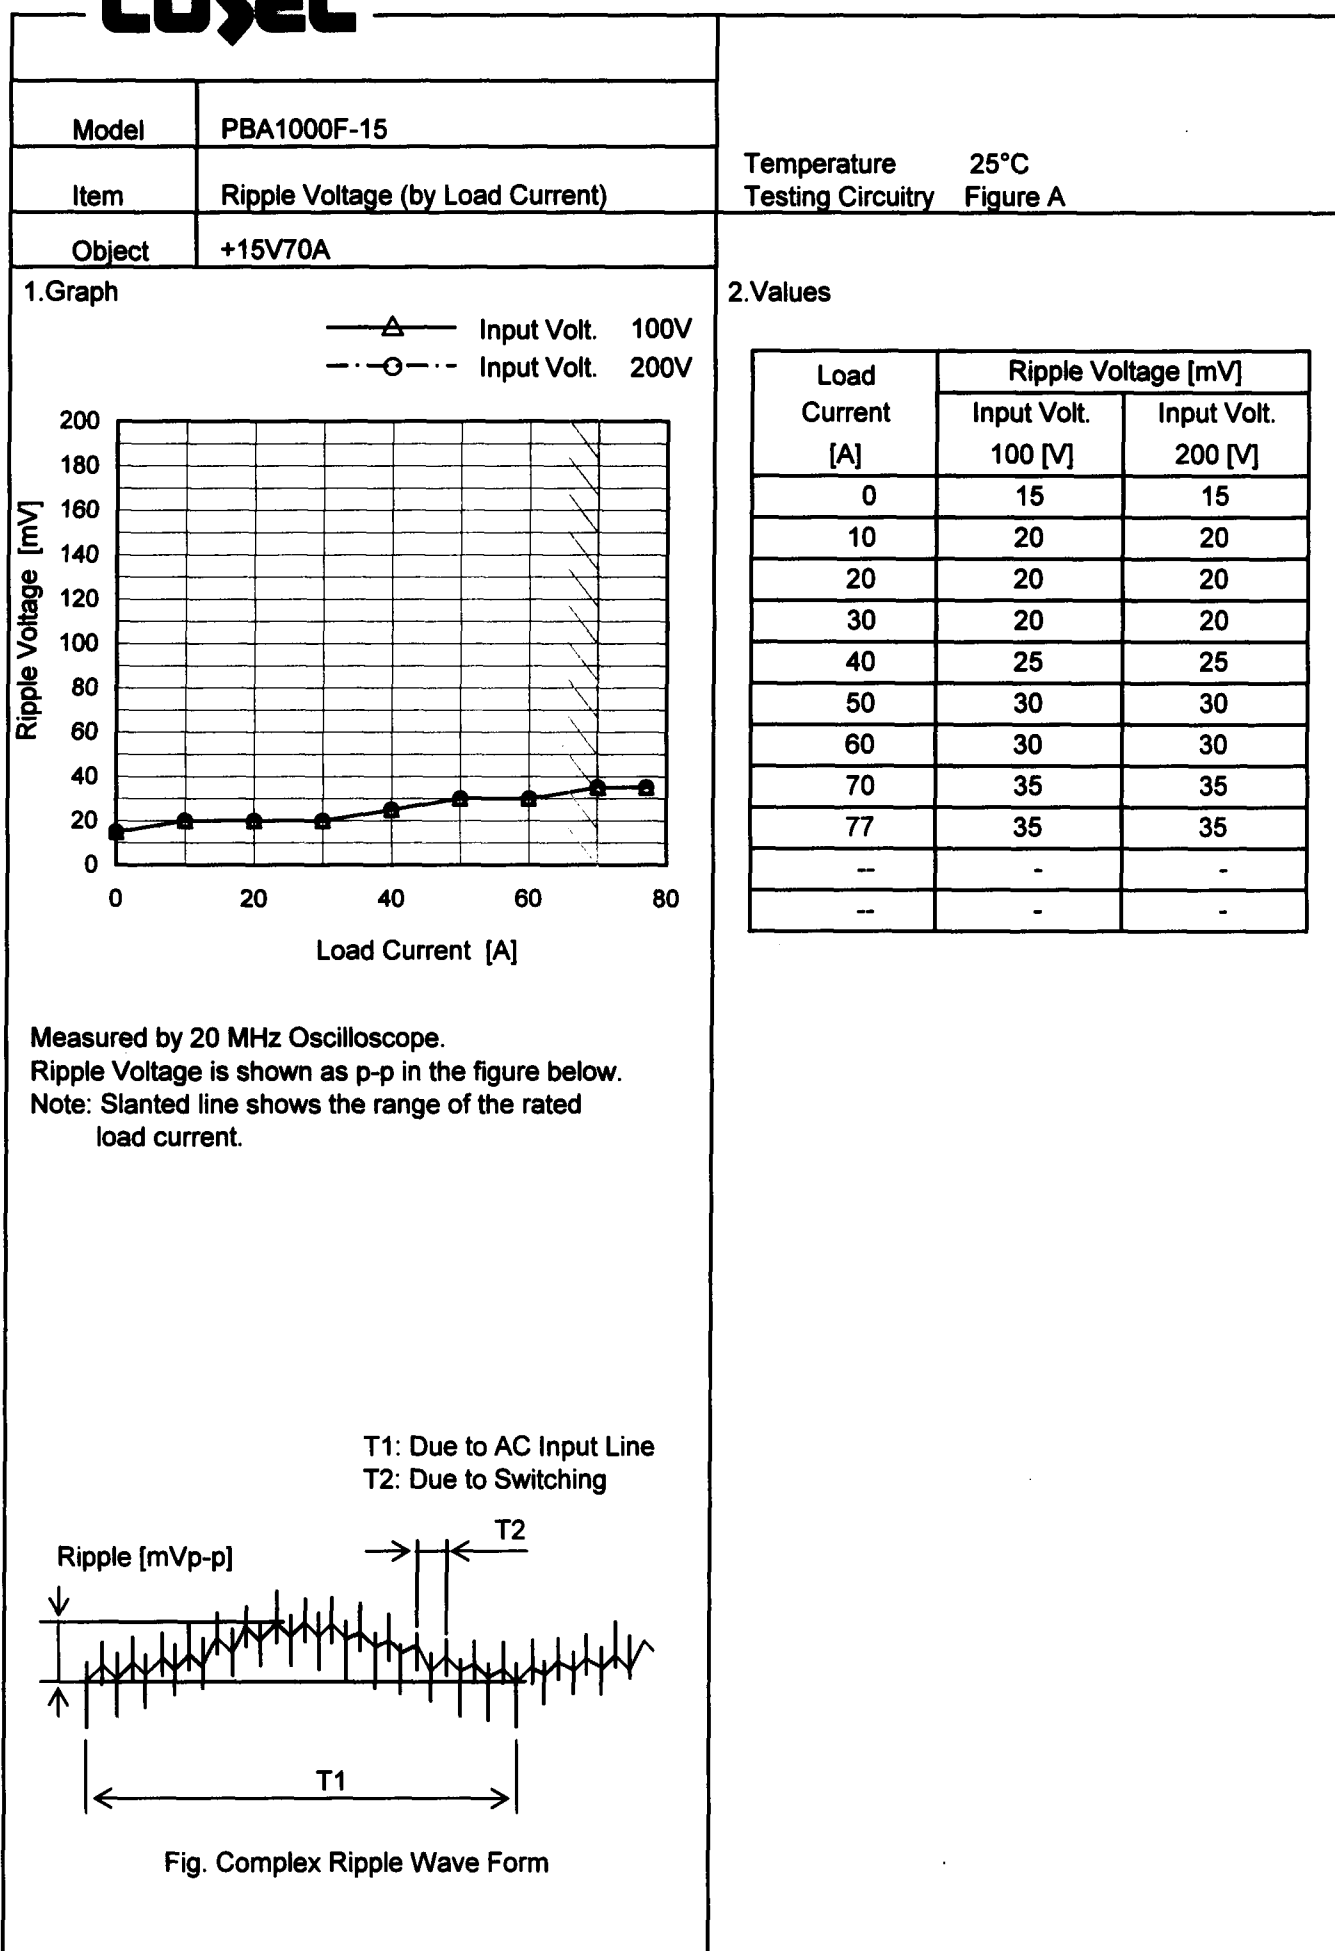 COSEL
Model PBA1000F-15
Item Ripple Voltage (by Load Current)
Object +15V70A
Temperature 25°C
Testing Circuitry Figure A
1.Graph
Input Volt. 100V
Input Volt. 200V
200
180
160
140
120
100
80
60
40
20
0
Ripple Voltage [mV]
0 20 40 60 80
Load Current [A]
Measured by 20 MHz Oscilloscope.
Ripple Voltage is shown as p-p in the figure below.
Note: Slanted line shows the range of the rated
load current.
T1: Due to AC Input Line
T2: Due to Switching
T2
Ripple [mVp-p]
T1
Fig. Complex Ripple Wave Form
2.Values
Load Ripple Voltage [mV]
Current Input Volt. Input Volt.
[A] 100 [V] 200 [V]
0 15 15
10 20 20
20 20 20
30 20 20
40 25 25
50 30 30
60 30 30
70 35 35
77 35 35
-- - -
-- - -